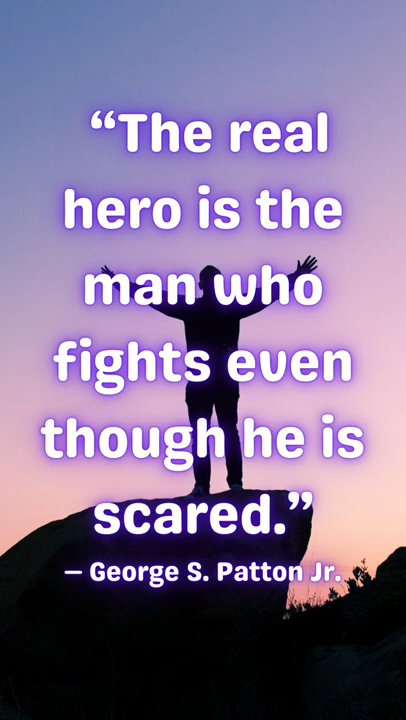 “The real
hero is the
man who
fights even
though he is
scared.”
– George S. Patton Jr.